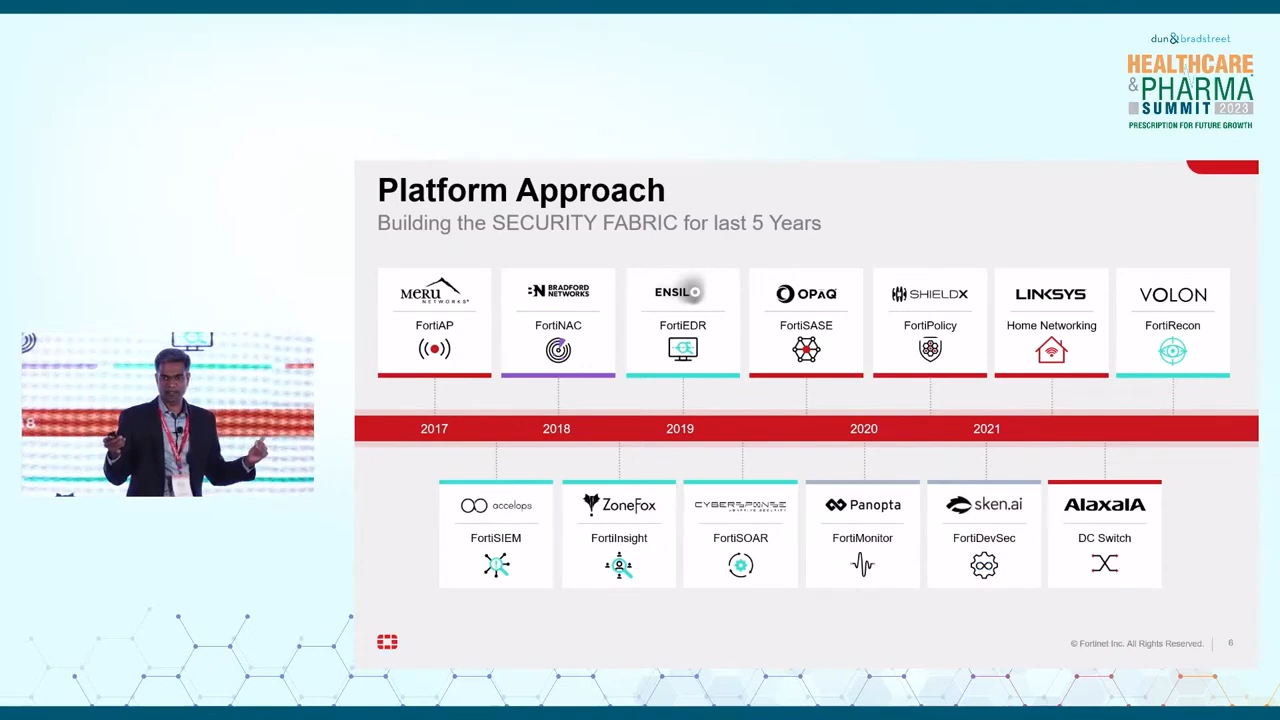 dun&bradstreet
HEALTHCARE
& PHARMA
SUMMIT 2023
PRESCRIPTION FOR FUTURE GROWTH
Platform Approach
Building the SECURITY FABRIC for last 5 Years
MERU NETWORKS
BRADFORD NETWORKS
ENSILO
OPAQ
SHIELDX
LINKSYS
VOLON
FortiAP
FortiNAC
FortiEDR
FortiSASE
FortiPolicy
Home Networking
FortiRecon
2017
2018
2019
2020
2021
accelops
ZoneFox
CYBERSPONSE
Panopta
sken.ai
AlaxalA
FortiSIEM
FortiInsight
FortiSOAR
FortiMonitor
FortiDevSec
DC Switch
© Fortinet Inc. All Rights Reserved.
6